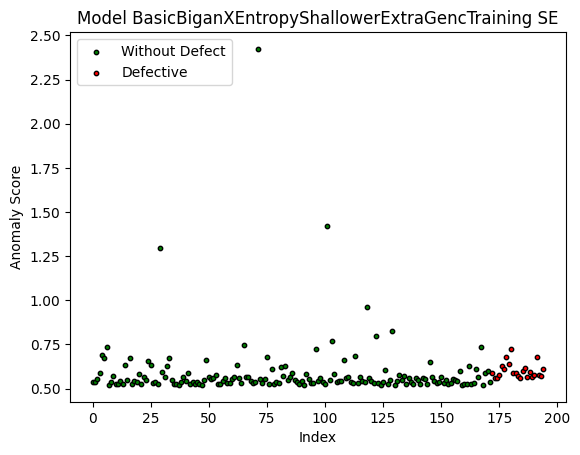 Model BasicBiganXEntropyShallowerExtraGencTraining SE
2.50
2.25
2.00
1.75
1.50
1.25
1.00
0.75
0.50
Anomaly Score
Without Defect
Defective
0 25 50 75 100 125 150 175 200
Index